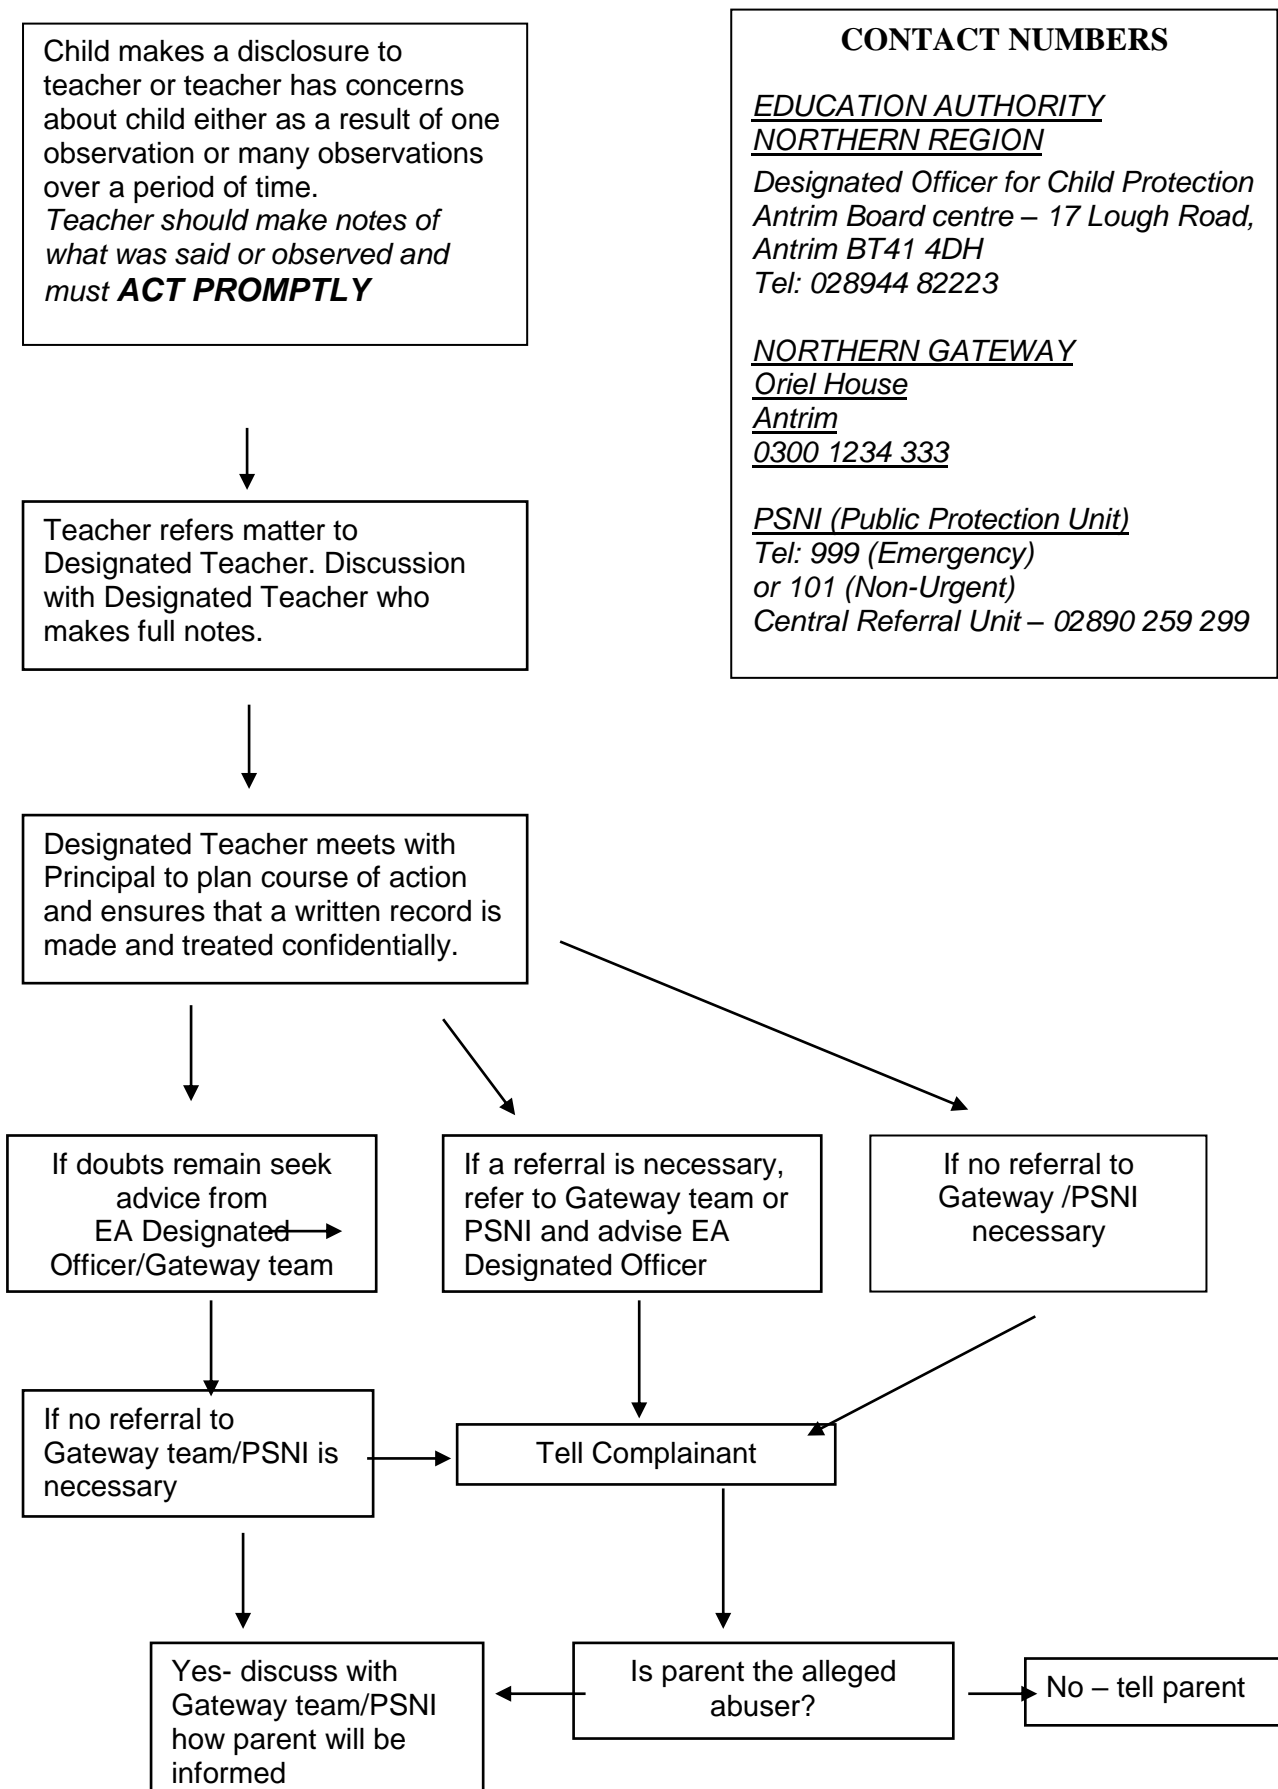 Child makes a disclosure to
teacher or teacher has concerns
about child either as a result of one
observation or many observations
over a period of time.
Teacher should make notes of
what was said or observed and
must ACT PROMPTLY
CONTACT NUMBERS
EDUCATION AUTHORITY
NORTHERN REGION
Designated Officer for Child Protection
Antrim Board centre – 17 Lough Road,
Antrim BT41 4DH
Tel: 028944 82223
NORTHERN GATEWAY
Oriel House
Antrim
0300 1234 333
PSNI (Public Protection Unit)
Tel: 999 (Emergency)
or 101 (Non-Urgent)
Central Referral Unit – 02890 259 299
Teacher refers matter to
Designated Teacher. Discussion
with Designated Teacher who
makes full notes.
Designated Teacher meets with
Principal to plan course of action
and ensures that a written record is
made and treated confidentially.
If doubts remain seek
advice from
EA Designated
Officer/Gateway team
If a referral is necessary,
refer to Gateway team or
PSNI and advise EA
Designated Officer
If no referral to
Gateway /PSNI
necessary
If no referral to
Gateway team/PSNI is
necessary
Tell Complainant
Yes- discuss with
Gateway team/PSNI
how parent will be
informed
Is parent the alleged
abuser?
No – tell parent